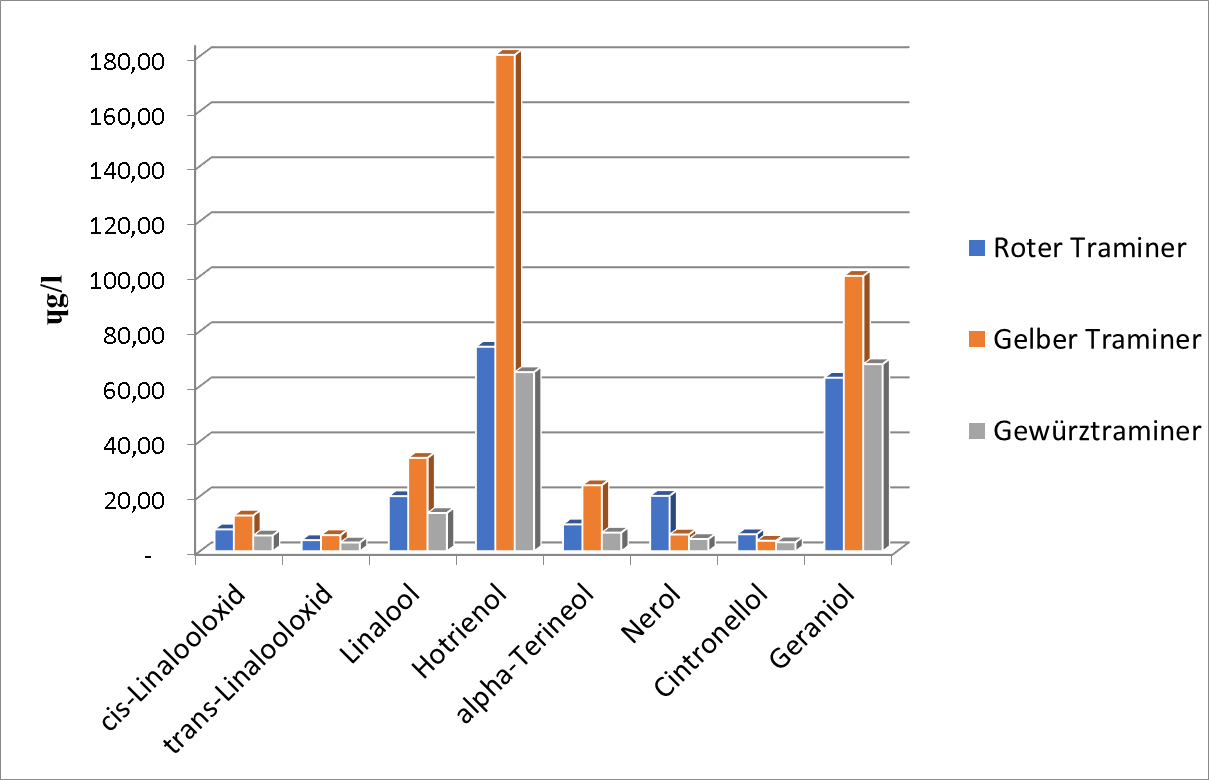 180,00
160,00
140,00
120,00
100,00
80,00
60,00
40,00
20,00
-
qg/l
cis-Linalooloxid
trans-Linalooloxid
Linalool
Hotrienol
alpha-Terineol
Nerol
Cintronellol
Geraniol
Roter Traminer
Gelber Traminer
Gewürztraminer